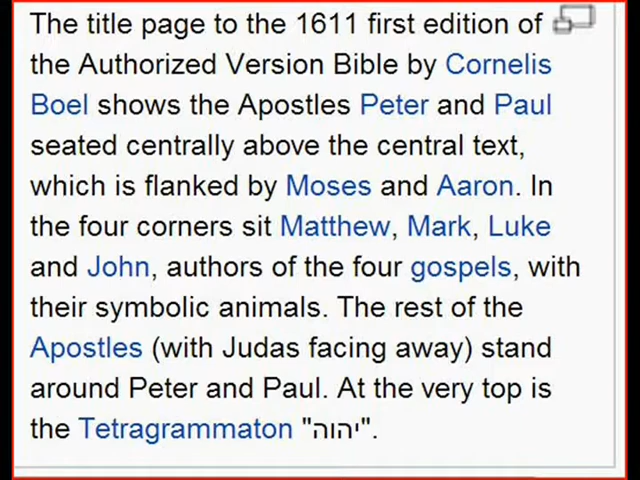 The title page to the 1611 first edition of
the Authorized Version Bible by Cornelis
Boel shows the Apostles Peter and Paul
seated centrally above the central text,
which is flanked by Moses and Aaron. In
the four corners sit Matthew, Mark, Luke
and John, authors of the four gospels, with
their symbolic animals. The rest of the
Apostles (with Judas facing away) stand
around Peter and Paul. At the very top is
the Tetragrammaton "יהוה".